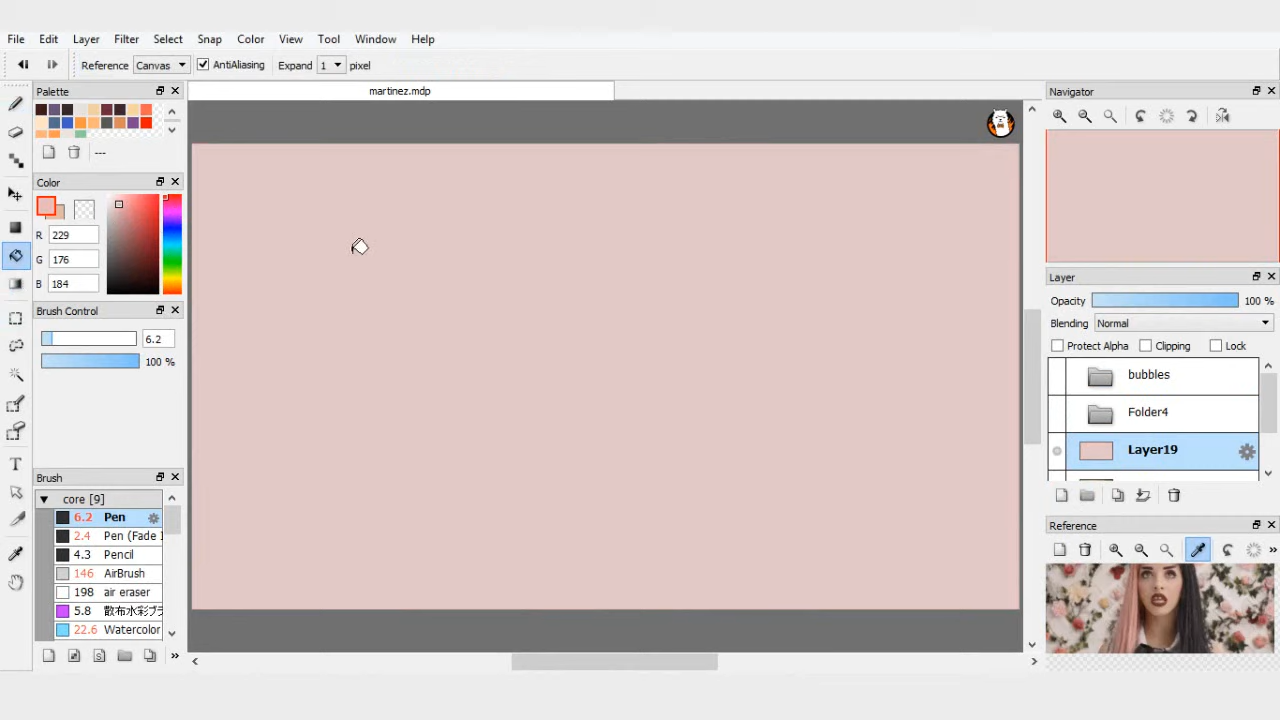 File Edit Layer Filter Select Snap Color View Tool Window Help
Reference Canvas AntiAliasing Expand 1 pixel
Palette
martinez.mdp
Navigator
---
Color
R 229
G 176
B 184
Brush Control
6.2
100 %
Layer
Opacity 100 %
Blending Normal
Protect Alpha Clipping Lock
bubbles
Folder4
Layer19
Brush
core [9]
6.2 Pen
2.4 Pen (Fade I
4.3 Pencil
146 AirBrush
198 air eraser
5.8 散布水彩ブラ
22.6 Watercolor
»
Reference
»